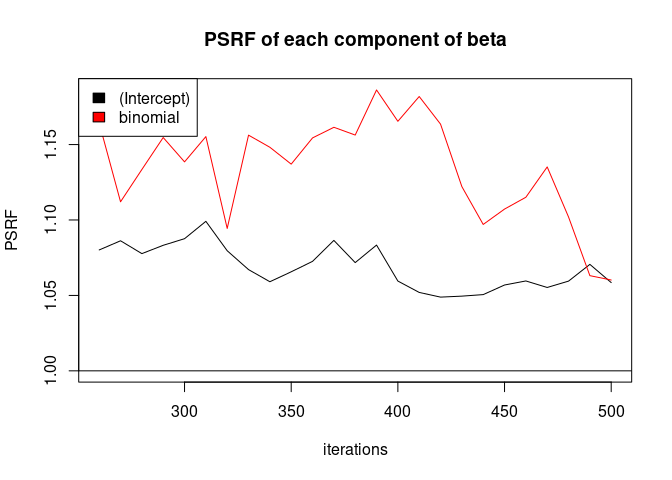 PSRF of each component of beta
(Intercept)
binomial
PSRF
1.15
1.10
1.05
1.00
300 350 400 450 500
iterations